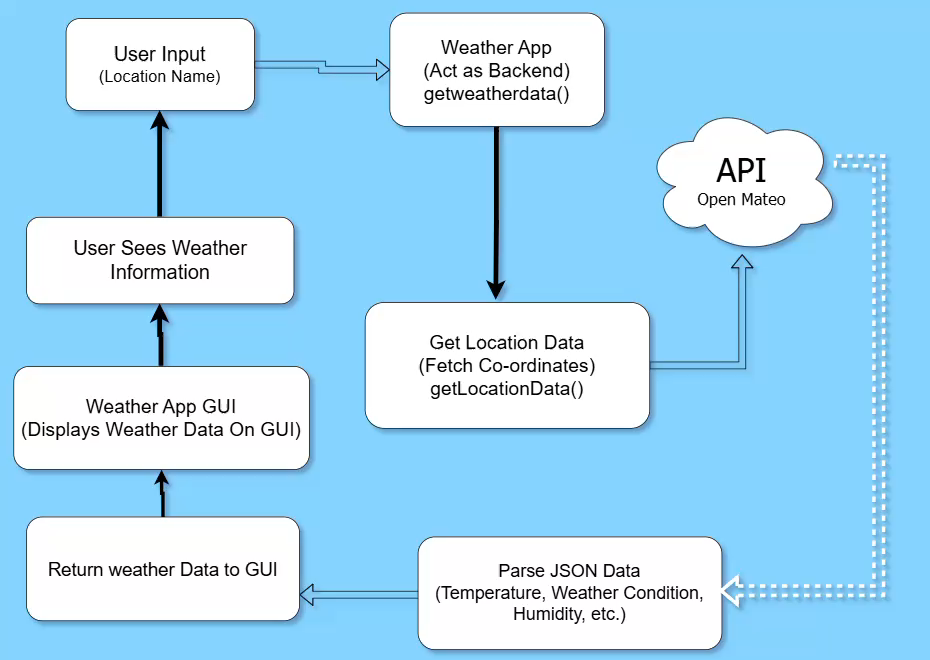 User Input
(Location Name)
Weather App
(Act as Backend)
getweatherdata()
API
Open Mateo
User Sees Weather
Information
Get Location Data
(Fetch Co-ordinates)
getLocationData()
Weather App GUI
(Displays Weather Data On GUI)
Return weather Data to GUI
Parse JSON Data
(Temperature, Weather Condition,
Humidity, etc.)